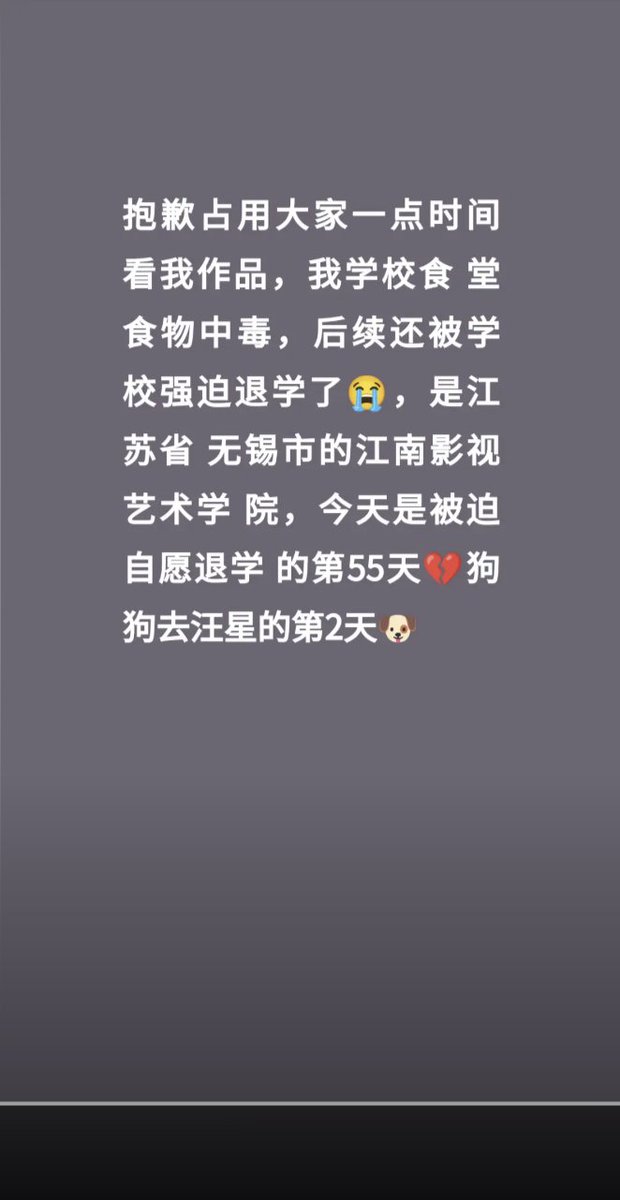 抱歉占用大家一点时间
看我作品，我学校食 堂
食物中毒，后续还被学
校强迫退学了😭，是江
苏省 无锡市的江南影视
艺术学 院，今天是被迫
自愿退学 的第55天💔狗
狗去汪星的第2天🐶